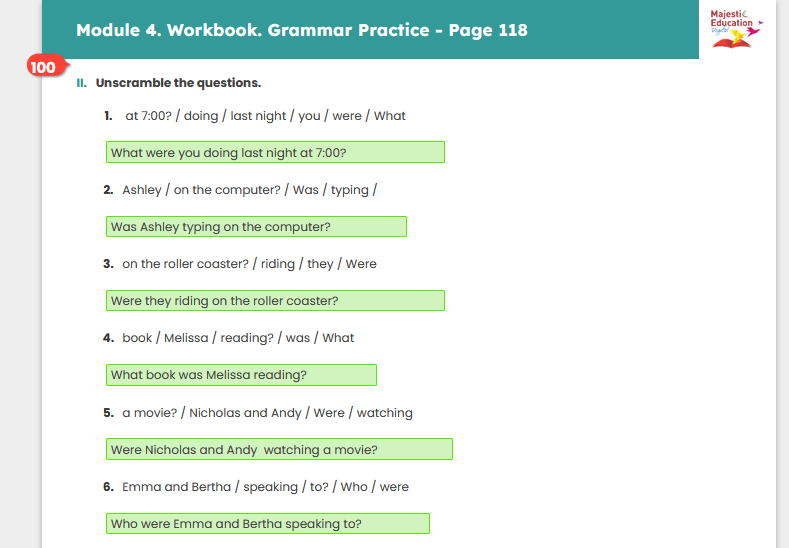 Module 4. Workbook. Grammar Practice - Page 118
Majestic
Education
Digital
100
II. Unscramble the questions.
1. at 7:00? / doing / last night / you / were / What
What were you doing last night at 7:00?
2. Ashley / on the computer? / Was / typing /
Was Ashley typing on the computer?
3. on the roller coaster? / riding / they / Were
Were they riding on the roller coaster?
4. book / Melissa / reading? / was / What
What book was Melissa reading?
5. a movie? / Nicholas and Andy / Were / watching
Were Nicholas and Andy  watching a movie?
6. Emma and Bertha / speaking / to? / Who / were
Who were Emma and Bertha speaking to?